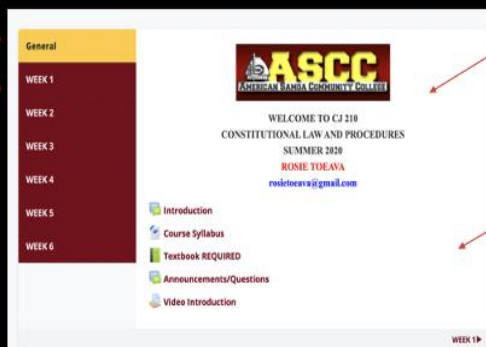 General
WEEK 1
WEEK 2
WEEK 3
WEEK 4
WEEK 5
WEEK 6
ASCC
AMERICAN SAMOA COMMUNITY COLLEGE
WELCOME TO CJ 210
CONSTITUTIONAL LAW AND PROCEDURES
SUMMER 2020
ROSIE TOEAVA
rosietoeava@gmail.com
Introduction
Course Syllabus
Textbook REQUIRED
Announcements/Questions
Video Introduction
WEEK 1